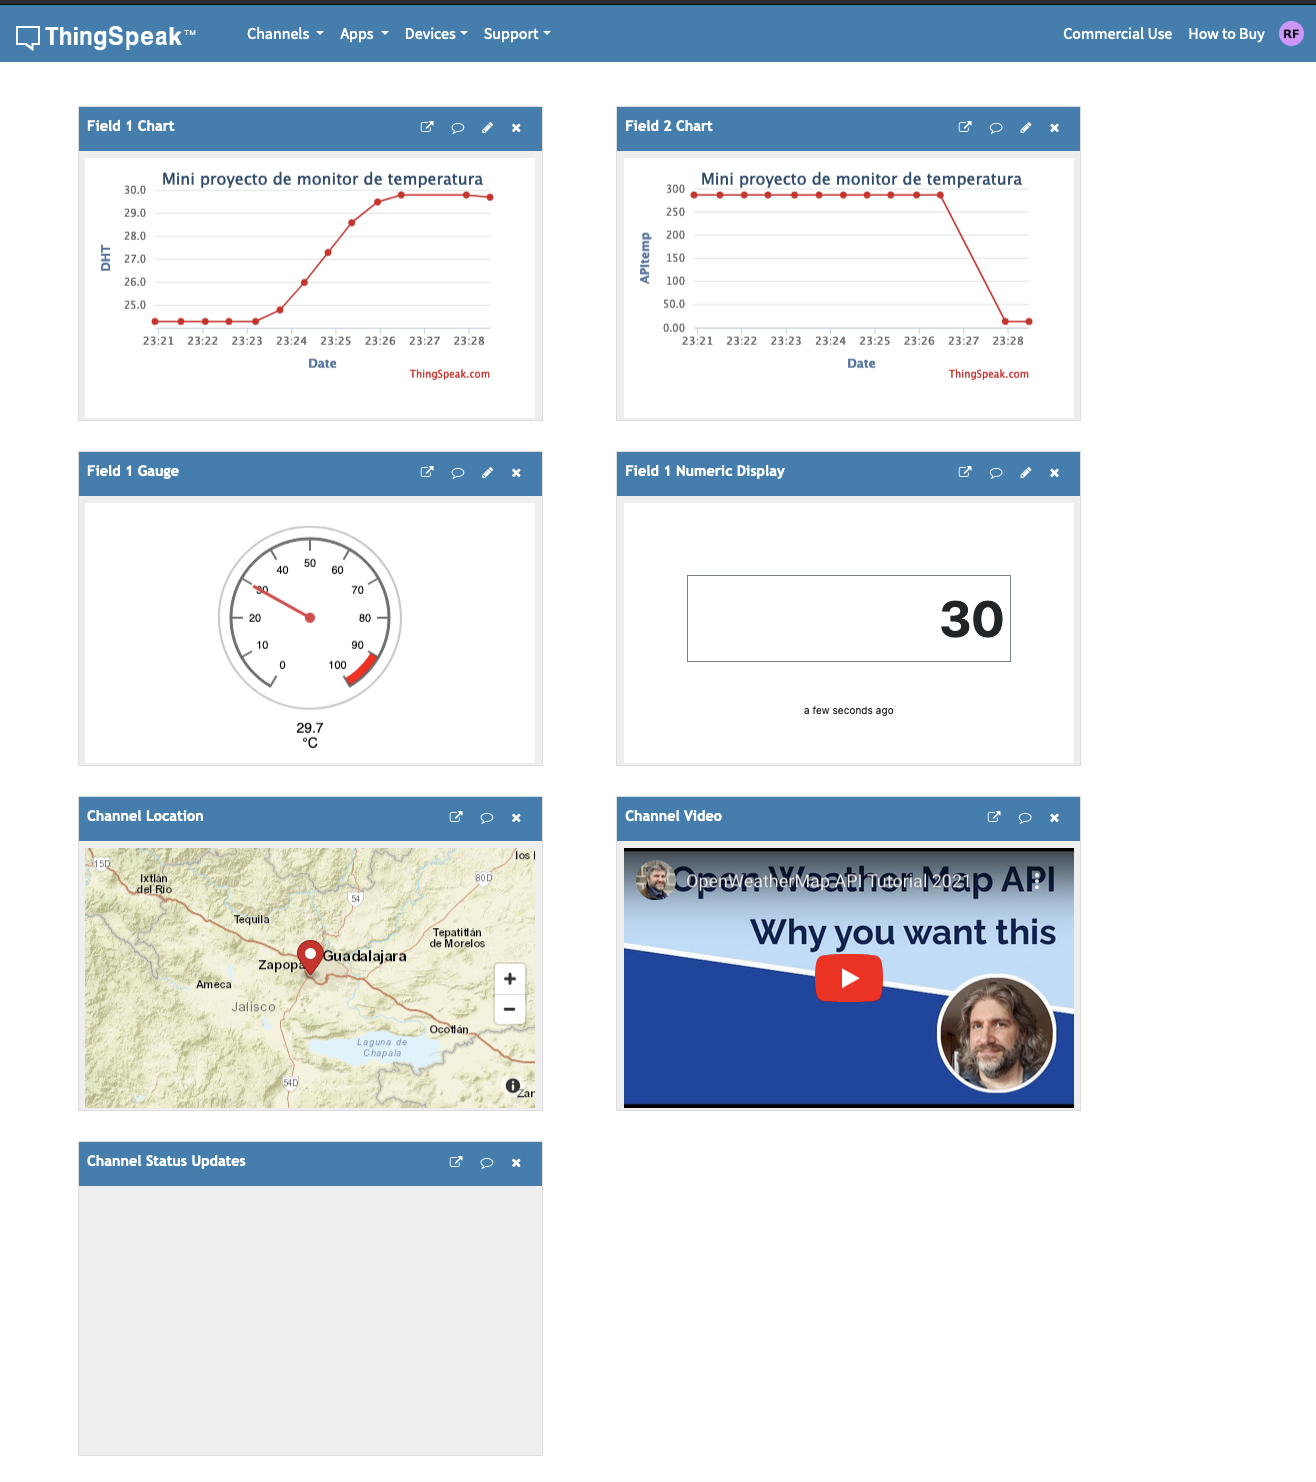 ThingSpeak™ Channels Apps Devices Support Commercial Use How to Buy RF
Field 1 Chart
Mini proyecto de monitor de temperatura
30.0
29.0
28.0
27.0
26.0
25.0
DHT
23:21 23:22 23:23 23:24 23:25 23:26 23:27 23:28
Date
ThingSpeak.com
Field 2 Chart
Mini proyecto de monitor de temperatura
300
250
200
150
100
50.0
0.00
APItemp
23:21 23:22 23:23 23:24 23:25 23:26 23:27 23:28
Date
ThingSpeak.com
Field 1 Gauge
0 10 20 30 40 50 60 70 80 90 100
29.7
°C
Field 1 Numeric Display
30
a few seconds ago
Channel Location
15D
Ixtlán
del Río
los
80D
54
Tequila
Tepatitlán
de Morelos
Guadalajara
Zapopa
Ameca
Jalisco
+
−
Ocotlán
Laguna de
Chapala
54D
Zar
Channel Video
Open Weather Map API
OpenWeatherMap API Tutorial 2021
Why you want this
Channel Status Updates